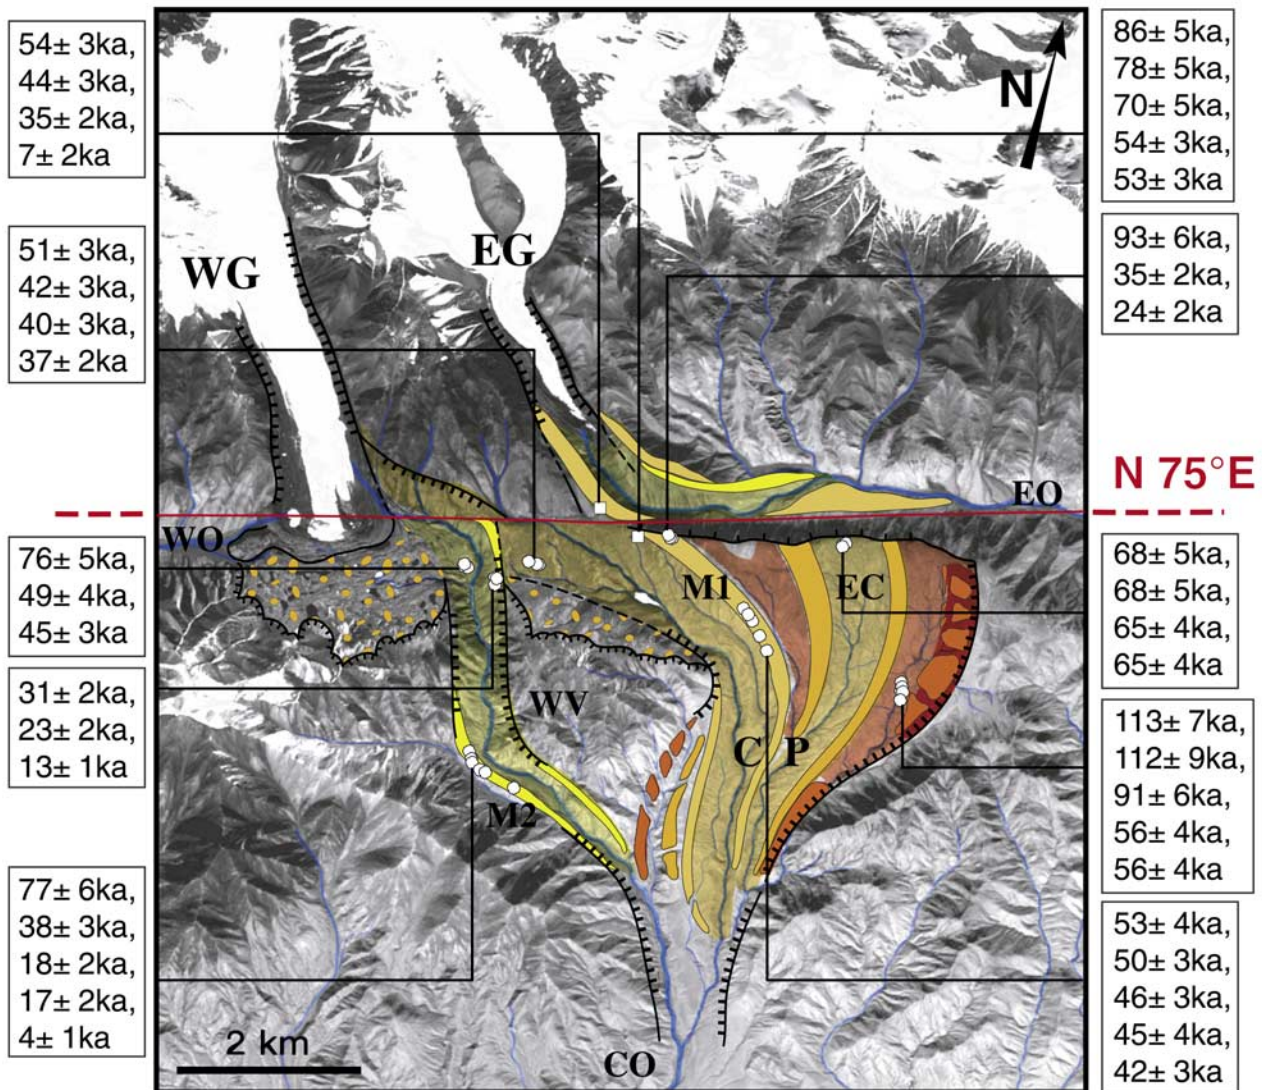 54± 3ka,
44± 3ka,
35± 2ka,
7± 2ka
51± 3ka,
42± 3ka,
40± 3ka,
37± 2ka
76± 5ka,
49± 4ka,
45± 3ka
31± 2ka,
23± 2ka,
13± 1ka
77± 6ka,
38± 3ka,
18± 2ka,
17± 2ka,
4± 1ka
N
WG
EG
EO
WO
M1
EC
WV
C
P
M2
CO
2 km
86± 5ka,
78± 5ka,
70± 5ka,
54± 3ka,
53± 3ka
93± 6ka,
35± 2ka,
24± 2ka
N 75°E
68± 5ka,
68± 5ka,
65± 4ka,
65± 4ka
113± 7ka,
112± 9ka,
91± 6ka,
56± 4ka,
56± 4ka
53± 4ka,
50± 3ka,
46± 3ka,
45± 4ka,
42± 3ka